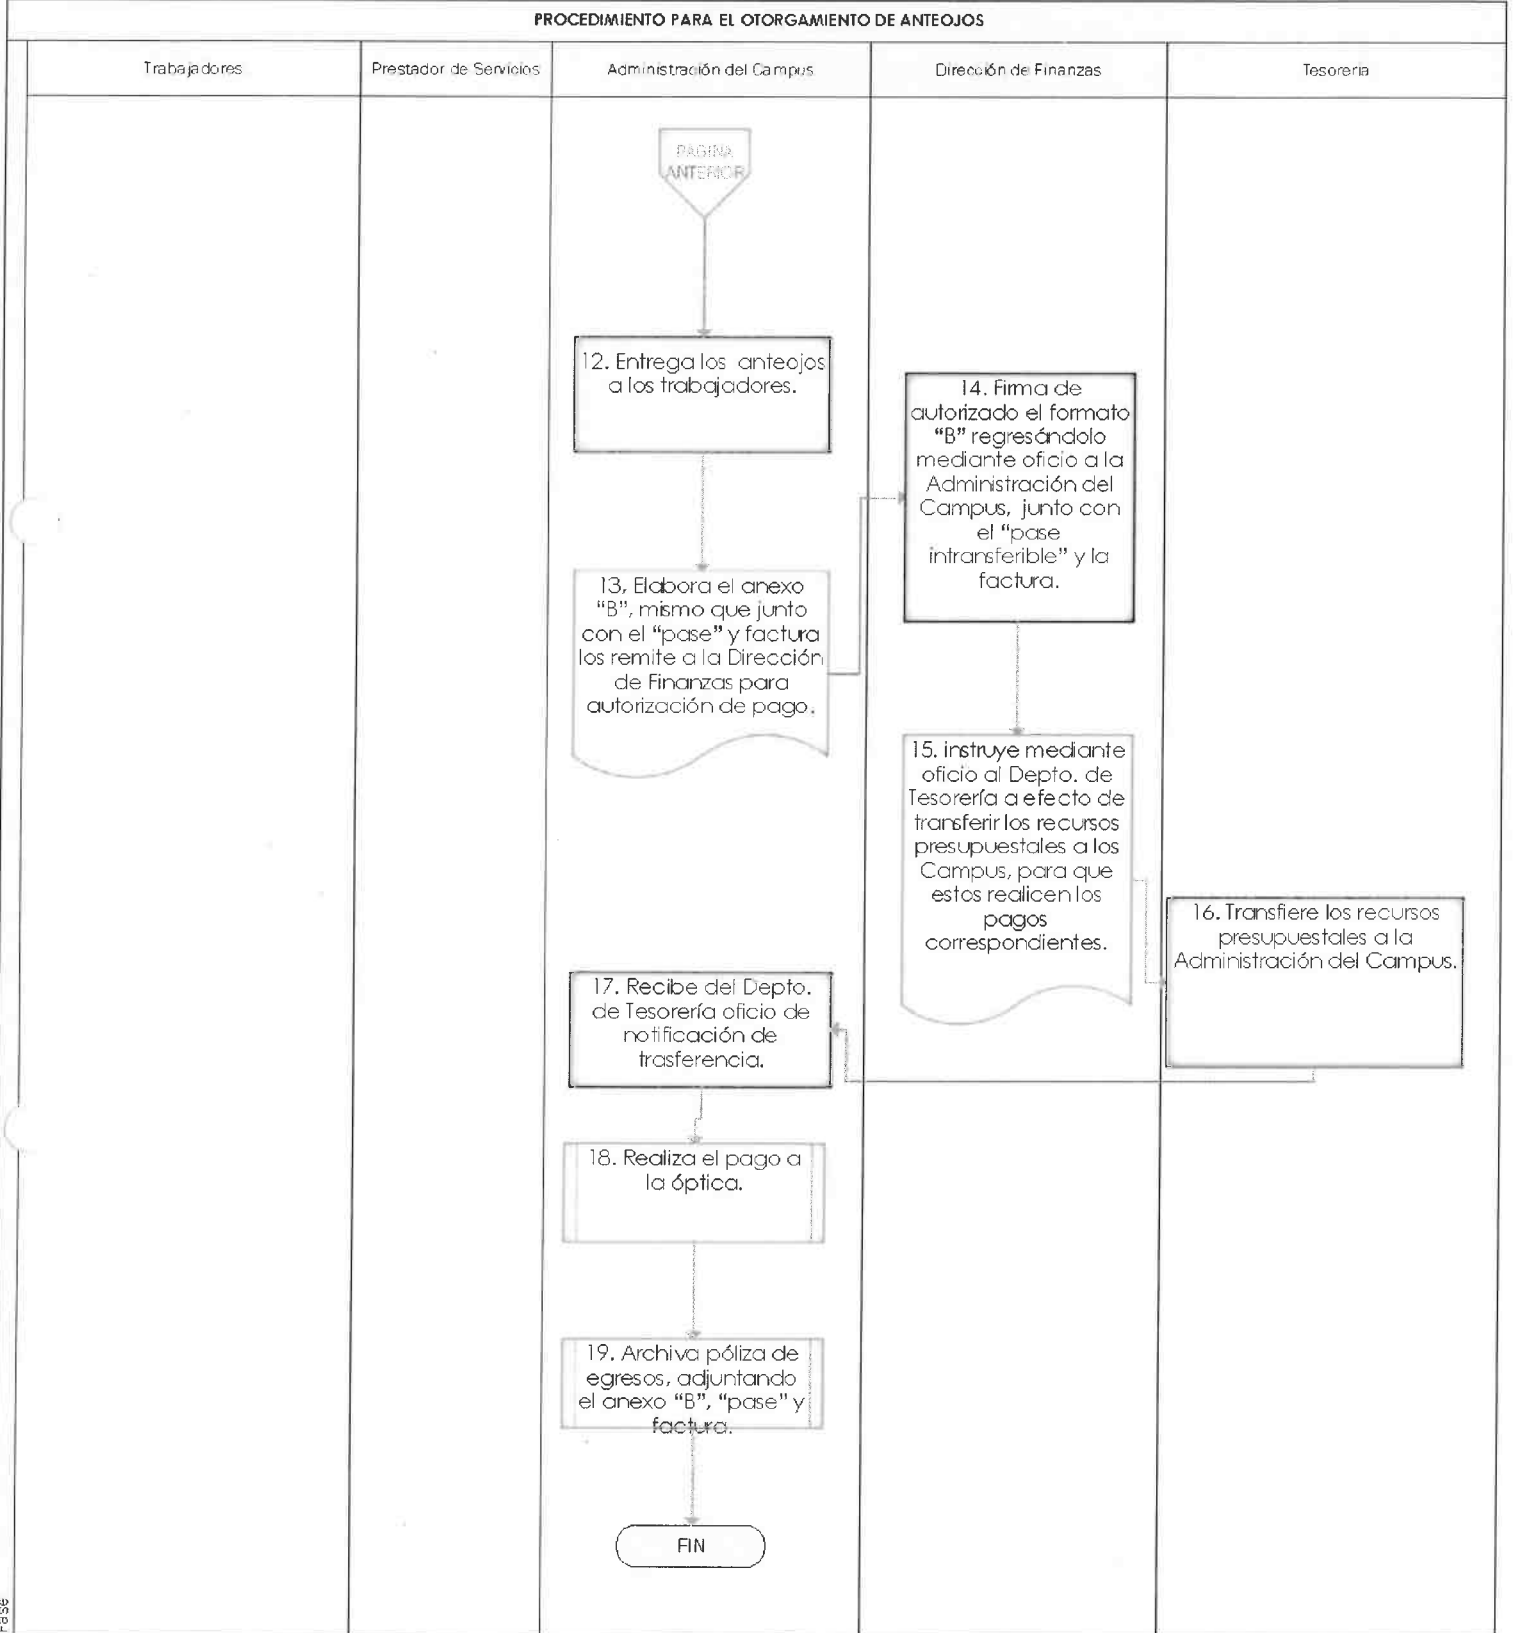 PROCEDIMIENTO PARA EL OTORGAMIENTO DE ANTEOJOS
Trabajadores
Prestador de Servicios
Administración del Campus
Dirección de Finanzas
Tesoreria
PAGINA
ANTERIOR
12. Entrega los anteojos
a los trabajadores.
13, Elabora el anexo
“B”, mismo que junto
con el “pase” y factura
los remite a la Dirección
de Finanzas para
autorización de pago.
14. Firma de
autorizado el formato
“B” regresándolo
mediante oficio a la
Administración del
Campus, junto con
el “pase
intransferible” y la
factura.
15. instruye mediante
oficio al Depto. de
Tesorería a efecto de
transferir los recursos
presupuestales a los
Campus, para que
estos realicen los
pagos
correspondientes.
16. Transfiere los recursos
presupuestales a la
Administración del Campus.
17. Recibe del Depto.
de Tesorería oficio de
notificación de
trasferencia.
18. Realiza el pago a
la óptica.
19. Archiva póliza de
egresos, adjuntando
el anexo “B”, “pase” y
factura.
FIN
Fase